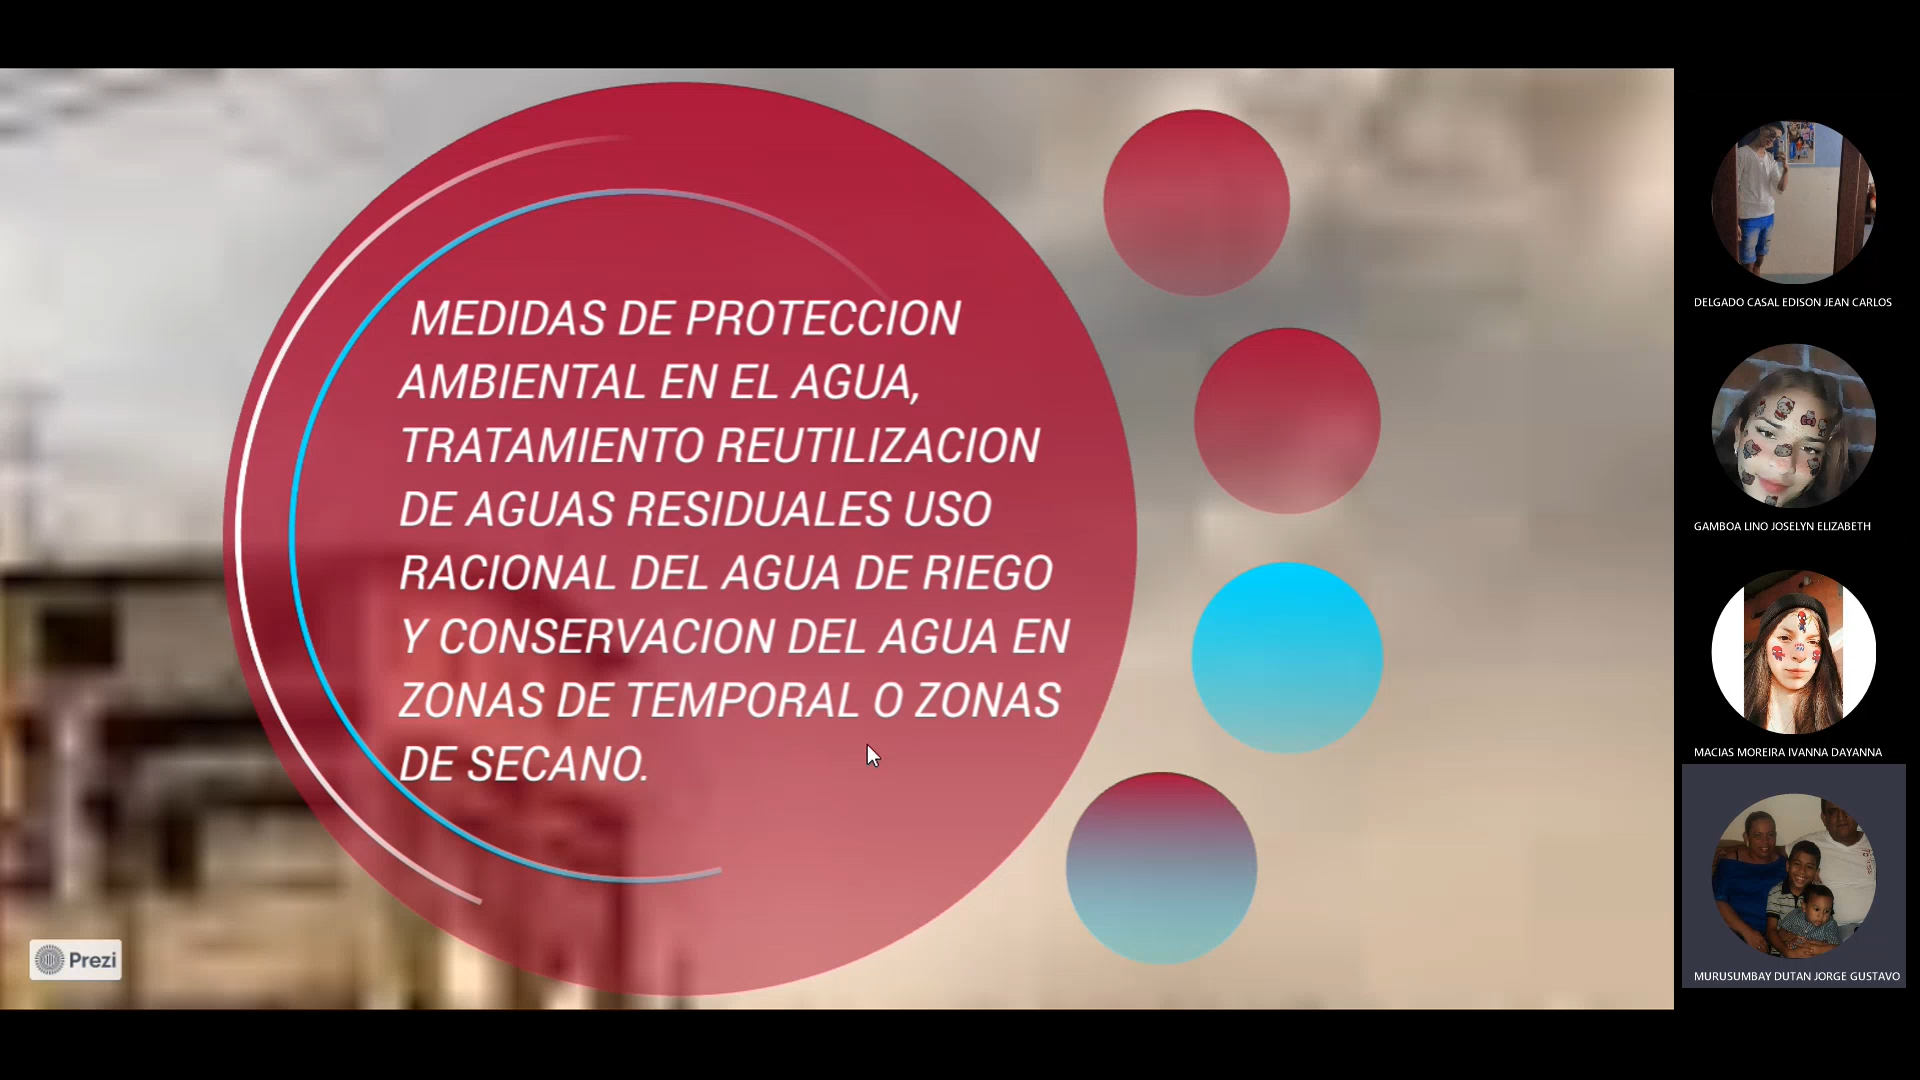 MEDIDAS DE PROTECCION
AMBIENTAL EN EL AGUA,
TRATAMIENTO REUTILIZACION
DE AGUAS RESIDUALES USO
RACIONAL DEL AGUA DE RIEGO
Y CONSERVACION DEL AGUA EN
ZONAS DE TEMPORAL O ZONAS
DE SECANO.
Prezi
DELGADO CASAL EDISON JEAN CARLOS
GAMBOA LINO JOSELYN ELIZABETH
MACIAS MOREIRA IVANNA DAYANNA
MURUSUMBAY DUTAN JORGE GUSTAVO